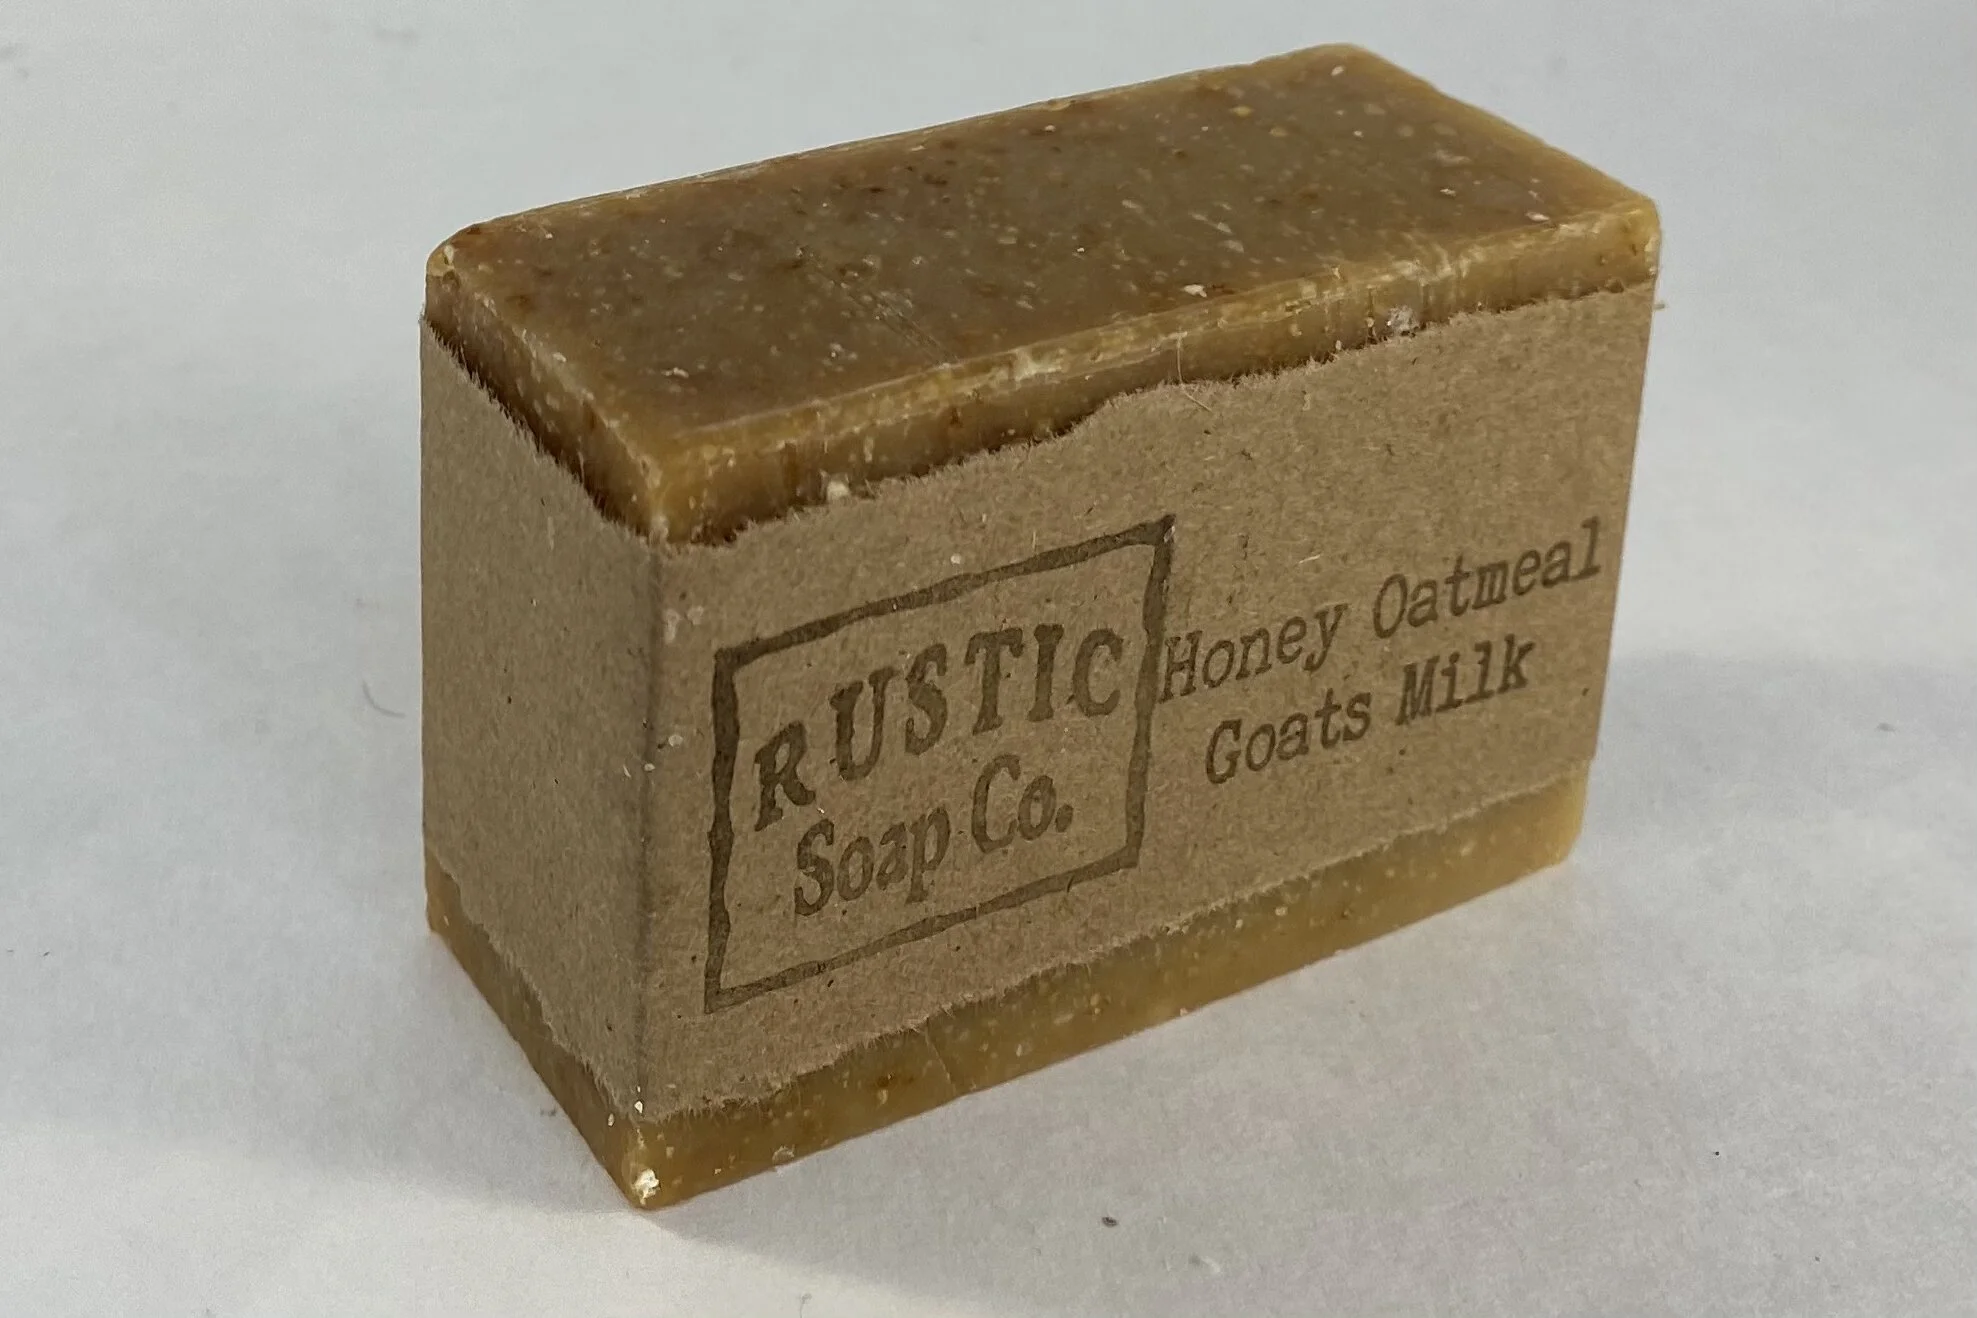 RUSTIC
Soap Co.
Honey Oatmeal
Goats Milk